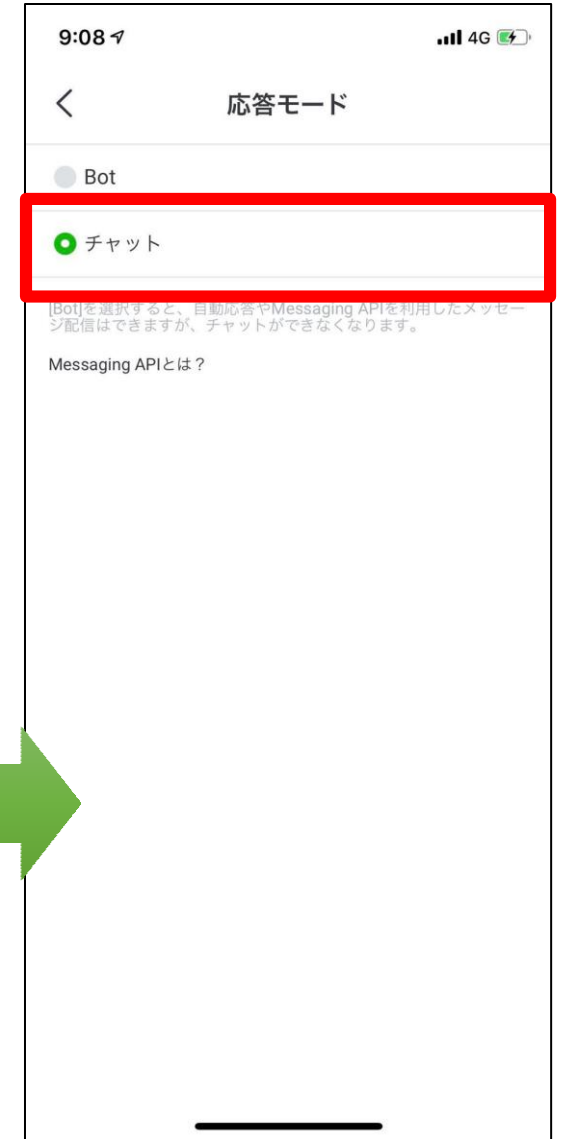 9:08
4G
応答モード
Bot
チャット
[Bot]を選択すると、自動応答やMessaging APIを利用したメッセー
ジ配信はできますが、チャットができなくなります。
Messaging APIとは？